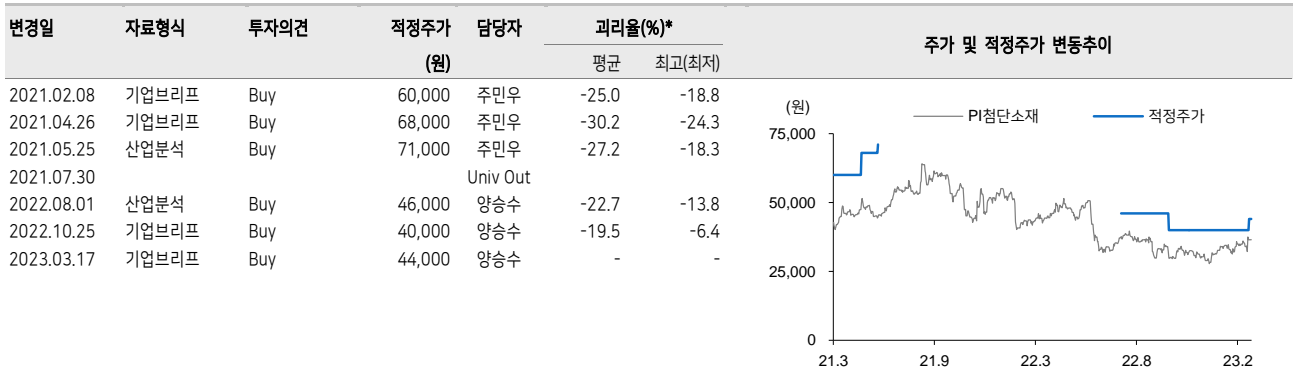 변경일 자료형식 투자의견 적정주가 담당자 괴리율(%)* 주가 및 적정주가 변동추이
(원) 평균 최고(최저)
2021.02.08 기업브리프 Buy 60,000 주민우 -25.0 -18.8
2021.04.26 기업브리프 Buy 68,000 주민우 -30.2 -24.3
2021.05.25 산업분석 Buy 71,000 주민우 -27.2 -18.3
2021.07.30 Univ Out
2022.08.01 산업분석 Buy 46,000 양승수 -22.7 -13.8
2022.10.25 기업브리프 Buy 40,000 양승수 -19.5 -6.4
2023.03.17 기업브리프 Buy 44,000 양승수 - -
(원) PI첨단소재 적정주가
75,000
50,000
25,000
0
21.3 21.9 22.3 22.8 23.2